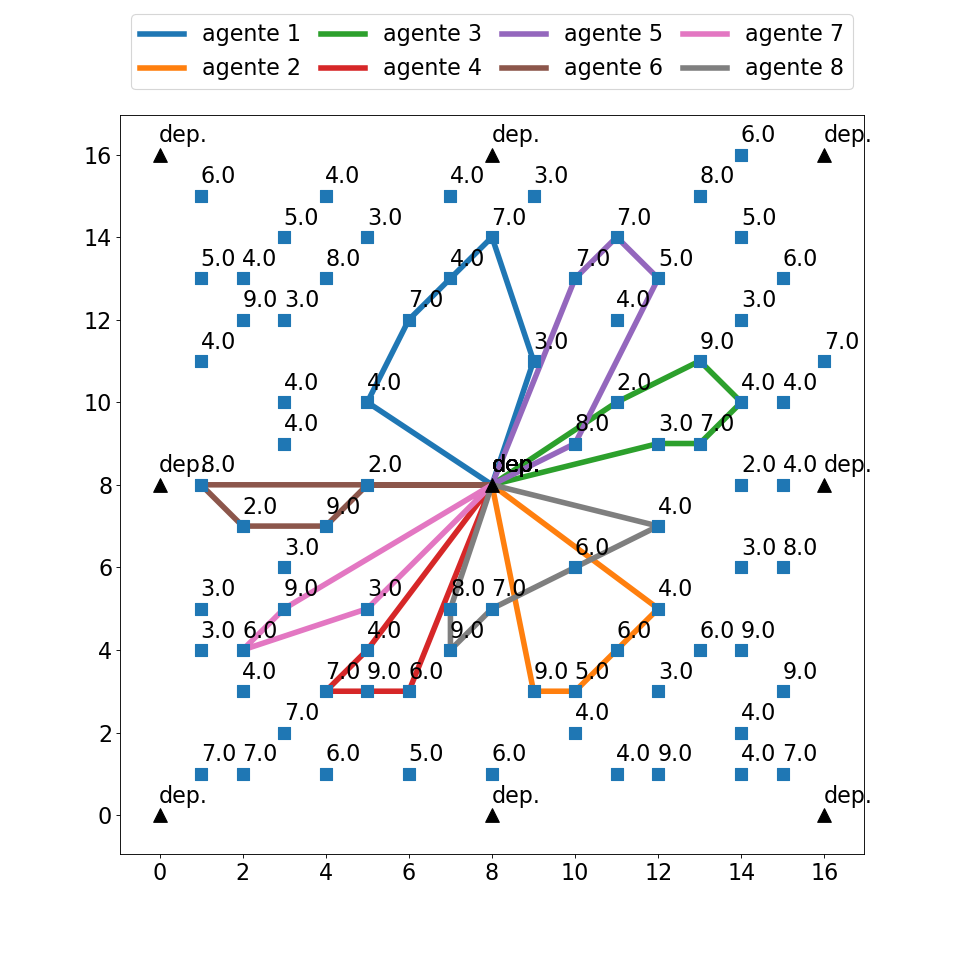 agente 1 agente 3 agente 5 agente 7
agente 2 agente 4 agente 6 agente 8
dep. dep. 6.0 dep.
16
6.0 4.0 4.0 3.0 8.0
5.0 3.0 7.0 7.0 5.0
14
5.0 4.0 8.0 4.0 7.0 5.0 6.0
9.0 3.0 7.0 4.0 3.0
12
4.0 3.0 9.0 7.0
4.0 4.0 2.0 4.0 4.0
10
4.0 8.0 3.0 7.0
dep. 8.0 2.0 dep. 2.0 4.0 dep.
8
2.0 9.0 4.0
3.0 6.0 3.0 8.0
6
3.0 9.0 3.0 8.0 7.0 4.0
3.0 6.0 4.0 9.0 6.0 6.0 9.0
4
4.0 7.0 9.0 6.0 9.0 5.0 3.0 9.0
7.0 4.0 4.0
2
7.0 7.0 6.0 5.0 6.0 4.0 9.0 4.0 7.0
dep. dep. dep.
0
0 2 4 6 8 10 12 14 16